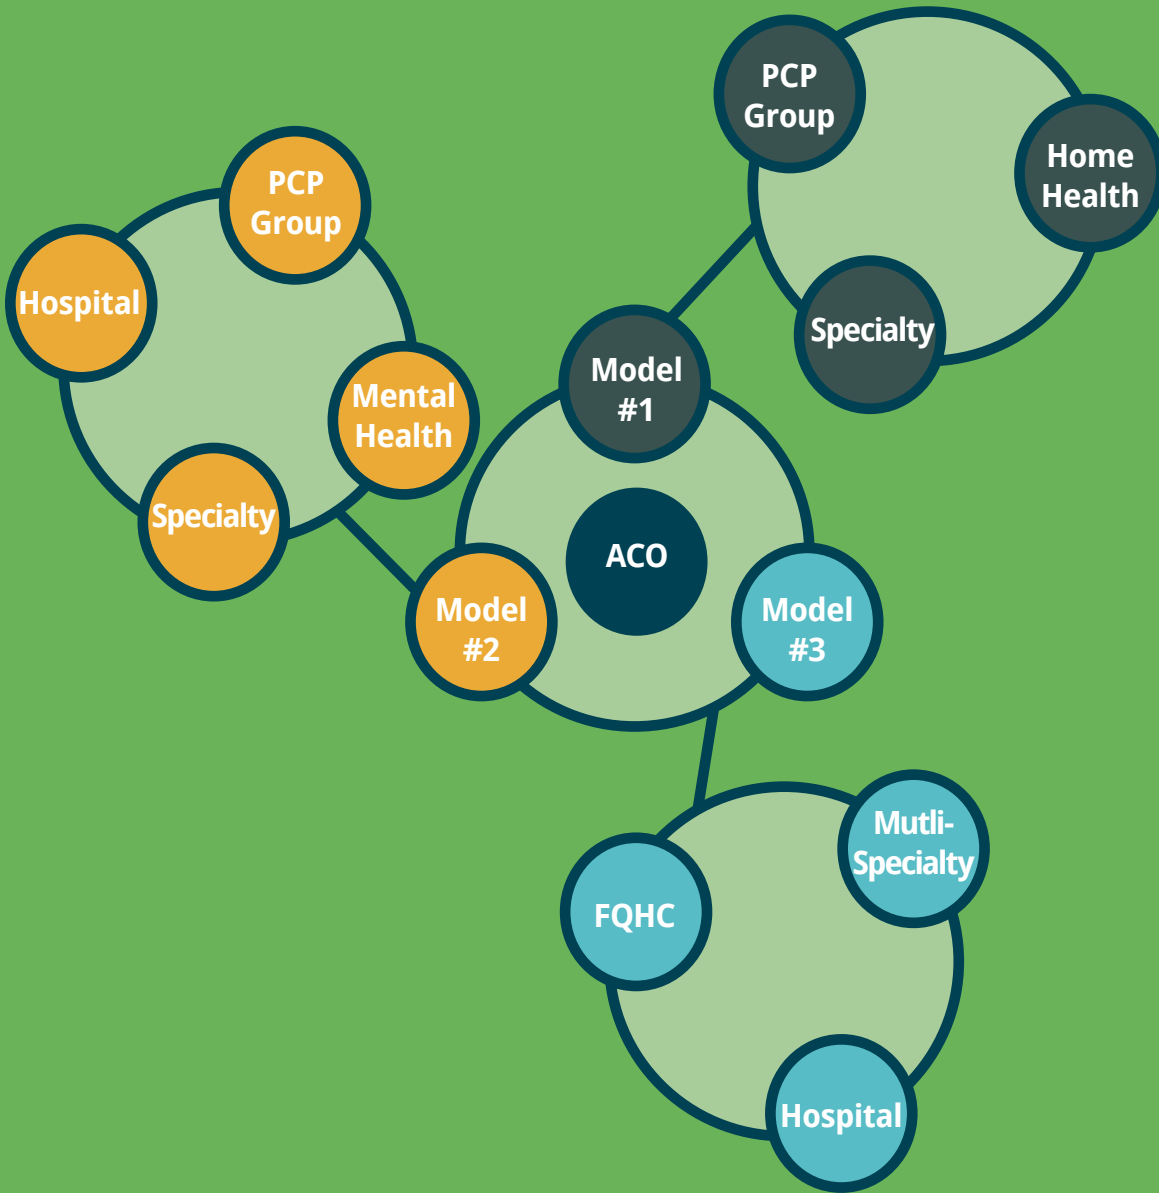 PCP
Group
Home
Health
Specialty
PCP
Group
Hospital
Mental
Health
Specialty
Model
#1
ACO
Model
#2
Model
#3
Mutli-
Specialty
FQHC
Hospital